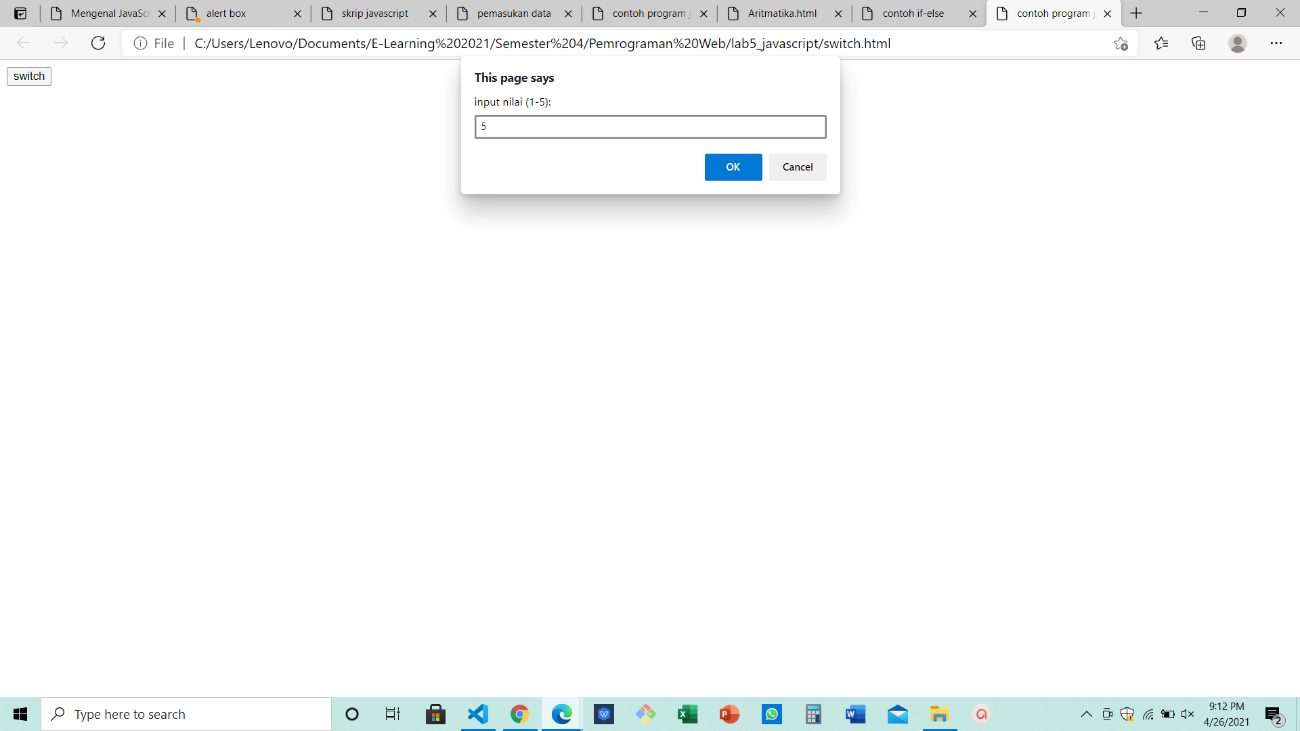 Mengenal JavaSc
alert box
skrip javascript
pemasukan data
contoh program j
Aritmatika.html
contoh if-else
contoh program j
File
C:/Users/Lenovo/Documents/E-Learning%202021/Semester%204/Pemrograman%20Web/lab5_javascript/switch.html
switch
This page says
input nilai (1-5):
5
OK
Cancel
Type here to search
9:12 PM
4/26/2021
2